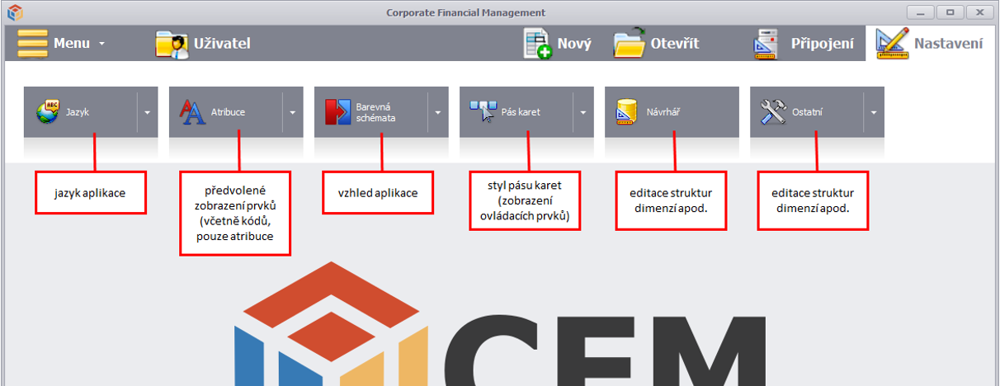 Corporate Financial Management
Menu
Uživatel
Nový
Otevřít
Připojení
Nastavení
ABC
Jazyk
Atribuce
Barevná
schémata
Pás karet
Návrhář
Ostatní
jazyk aplikace
předvolené
zobrazení prvků
(včetně kódů,
pouze atribuce
vzhled aplikace
styl pásu karet
(zobrazení
ovládacích prvků)
editace struktur
dimenzí apod.
editace struktur
dimenzí apod.
CFM